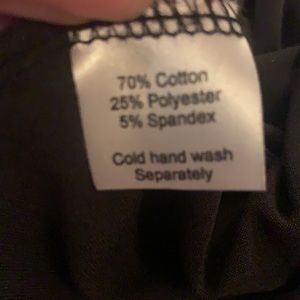 70% Cotton
25% Polyester
5% Spandex
Cold hand wash
Separately